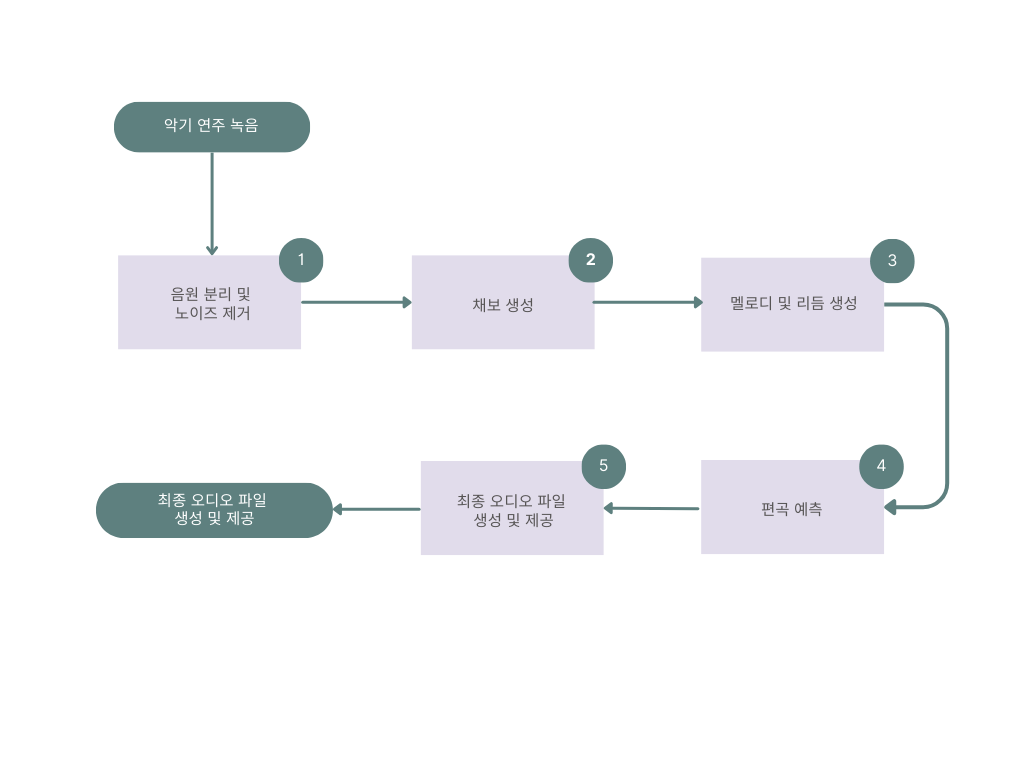 악기 연주 녹음
1
음원 분리 및
노이즈 제거
2
채보 생성
3
멜로디 및 리듬 생성
4
편곡 예측
5
최종 오디오 파일
생성 및 제공
최종 오디오 파일
생성 및 제공